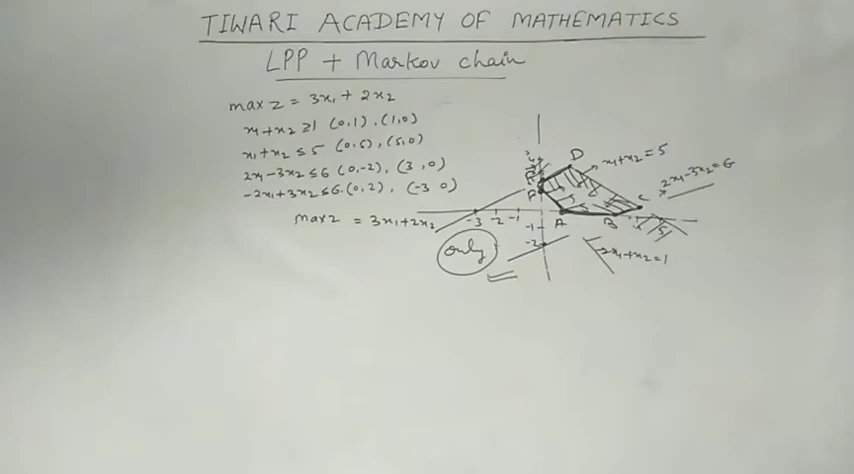 TIWARI ACADEMY OF MATHEMATICS
LPP + Markov chain
max z = 3x₁ + 2x₂
x₁ + x₂ ≥ 1 (0,1), (1,0)
x₁ + x₂ ≤ 5 (0,5), (5,0)
2x₁ - 3x₂ ≤ 6 (0,-2), (3,0)
-2x₁ + 3x₂ ≤ 6 (0,2), (-3 0)
max z = 3x₁ + 2x₂
only
D
x₁ + x₂ = 5
2x₁ - 3x₂ = 6
C
-3 -2 -1
A
B
5
-1
-2
x₁ + x₂ = 1